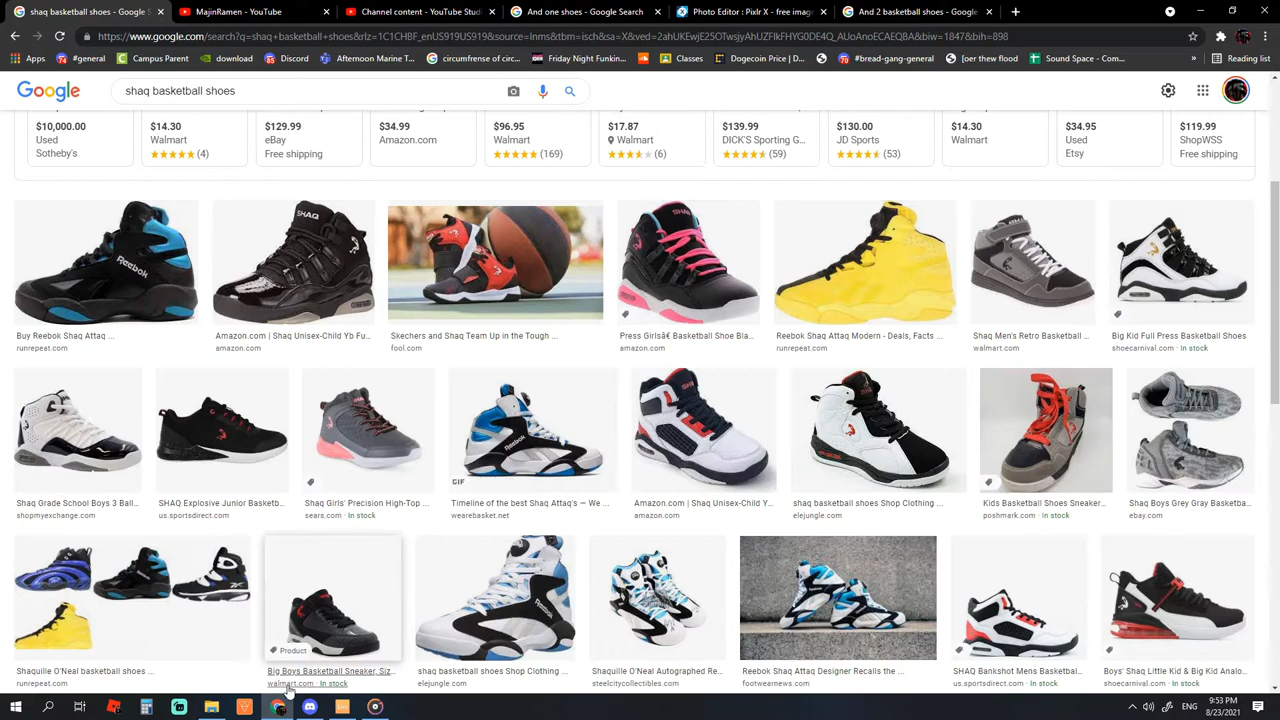 shaq basketball shoes - Google S
MajinRamen - YouTube
Channel content - YouTube Studi
And one shoes - Google Search
Photo Editor : Pixlr X - free imag
And 2 basketball shoes - Google
https://www.google.com/search?q=shaq+basketball+shoes&rlz=1C1CHBF_enUS919US919&source=lnms&tbm=isch&sa=X&
Apps
#general
Campus Parent
Directory
Miraidon
Afternoon Marine T...
circumfrence of circ...
Friday Night Funkin...
Classes
Dogecoin Price | D...
#bread-gang-general
[oer they flood
Sound Space - Com...
Reading list
Google
shaq basketball shoes
$10,000.00
Used
Sotheby's
$14.30
Walmart
(4)
$129.99
eBay
Free shipping
$34.99
Amazon.com
$96.95
Walmart
(169)
$17.87
Walmart
(6)
$139.99
DICK'S Sporting G...
(59)
$130.00
JD Sports
(53)
$14.30
Walmart
$34.95
Used
Etsy
$119.99
ShopWSS
Free shipping
Reebok
SHAQ
Buy Reebok Shaq Attaq ...
runrepeat.com
Amazon.com | Shaq Unisex-Child Yb Fu...
amazon.com
Skechers and Shaq Team Up in the Tough ...
fool.com
Press Girlsâ€ Basketball Shoe Bla...
amazon.com
Reebok Shaq Attaq Modern - Deals, Facts ...
runrepeat.com
Shaq Men's Retro Basketball ...
walmart.com
Big Kid Full Press Basketball Shoes
shoecarnival.com · In stock
Reebok
GIF
Shaq Grade School Boys 3 Ball...
shopmyexchange.com
SHAQ Explosive Junior Basketb...
us.sportsdirect.com
Shaq Girls' Precision High-Top ...
sears.com · In stock
Timeline of the best Shaq Attaq's — We ...
wearebasket.net
Amazon.com | Shaq Unisex-Child Y...
amazon.com
shaq basketball shoes Shop Clothing ...
elejungle.com
Kids Basketball Shoes Sneaker...
poshmark.com · In stock
Shaq Boys Grey Gray Basketba...
ebay.com
Product
Reebok
Shaquille O'Neal basketball shoes ...
runrepeat.com
Big Boys Basketball Sneaker, Siz...
walmart.com · In stock
shaq basketball shoes Shop Clothing ...
elejungle.com
Shaquille O'Neal Autographed Re...
steelcitycollectibles.com
Reebok Shaq Attaq Designer Recalls the ...
footwearnews.com
SHAQ Bankshot Mens Basketbal...
us.sportsdirect.com
Boys' Shaq Little Kid & Big Kid Analo...
shoecarnival.com · In stock
9:53 PM
8/23/2021